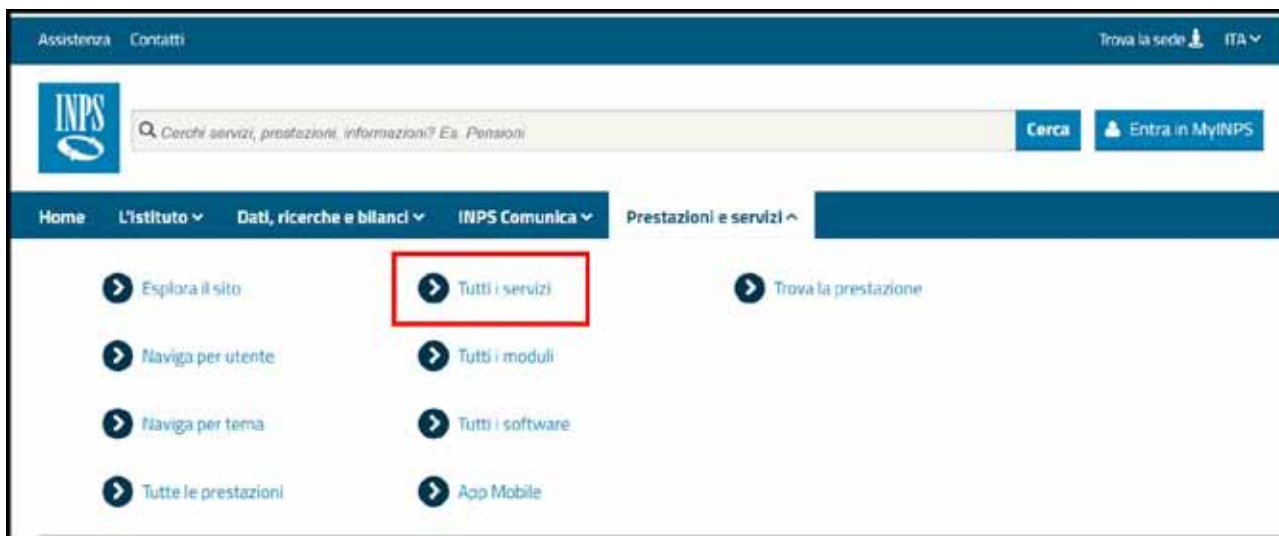 Assistenza Contatti Trova la sede ITA
INPS
Cerchi servizi, prestazioni, informazioni? Es. Pensioni Cerca Entra in MyINPS
Home L'istituto Dati, ricerche e bilanci INPS Comunica Prestazioni e servizi
Esplora il sito Tutti i servizi Trova la prestazione
Naviga per utente Tutti i moduli
Naviga per tema Tutti i software
Tutte le prestazioni App Mobile